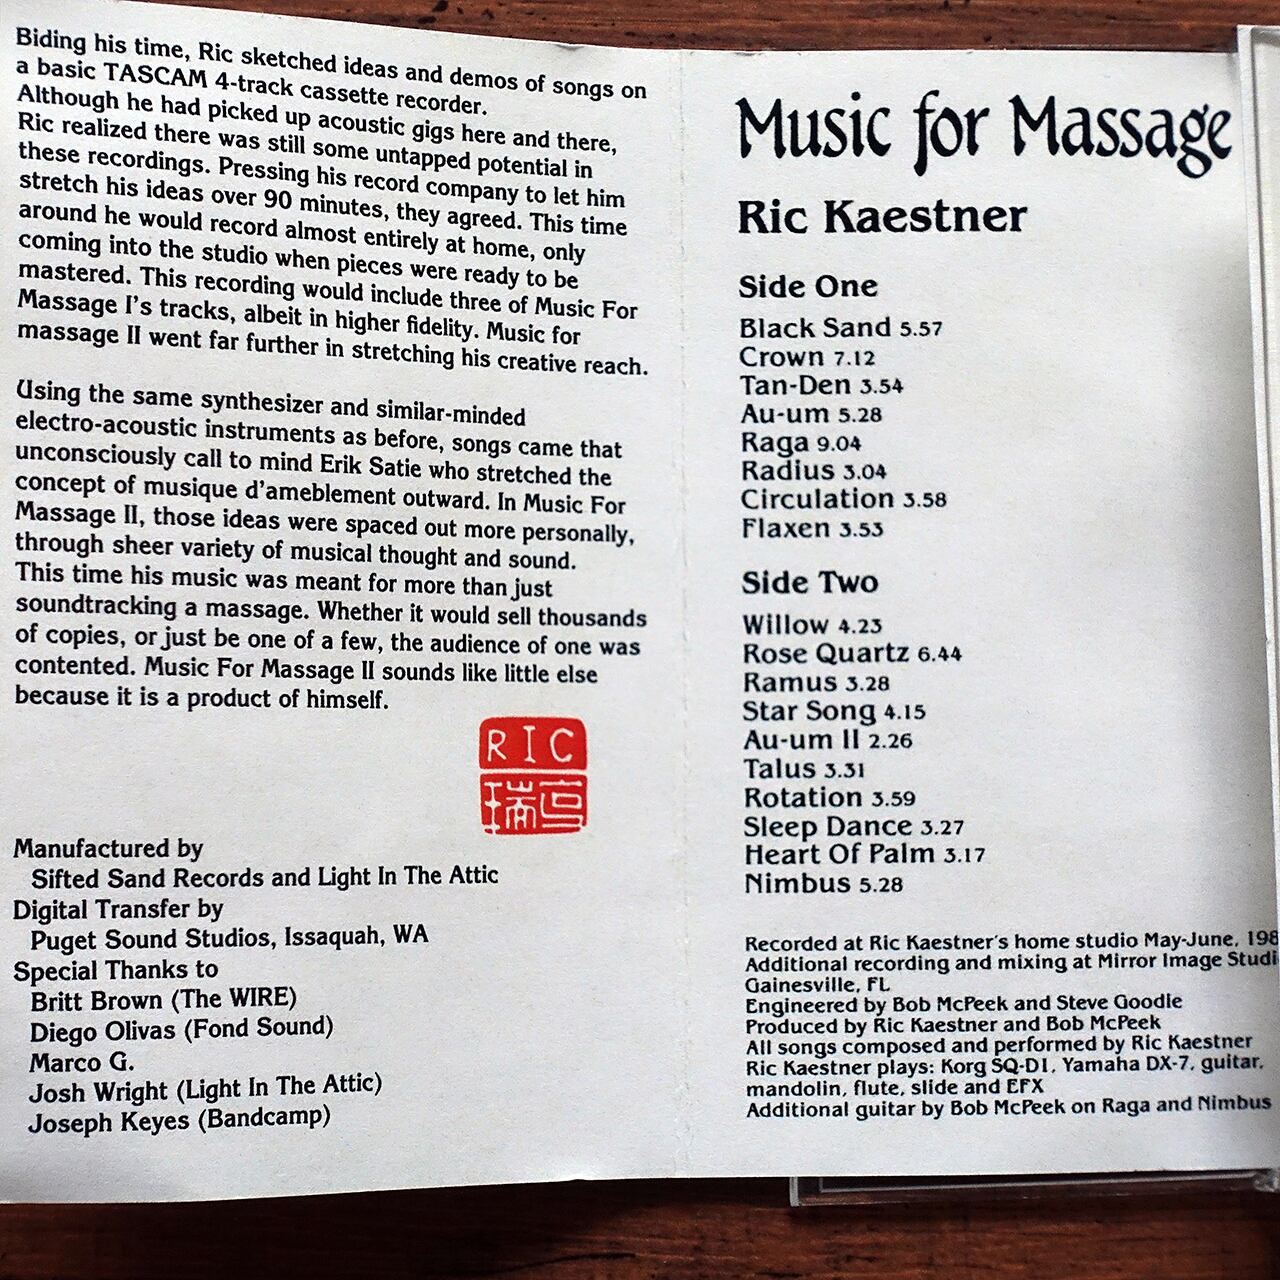 Biding his time, Ric sketched ideas and demos of songs on
a basic TASCAM 4-track cassette recorder.
Although he had picked up acoustic gigs here and there,
Ric realized there was still some untapped potential in
these recordings. Pressing his record company to let him
stretch his ideas over 90 minutes, they agreed. This time
around he would record almost entirely at home, only
coming into the studio when pieces were ready to be
mastered. This recording would include three of Music For
Massage I's tracks, albeit in higher fidelity. Music for
massage II went far further in stretching his creative reach.
Using the same synthesizer and similar-minded
electro-acoustic instruments as before, songs came that
unconsciously call to mind Erik Satie who stretched the
concept of musique d'ameblement outward. In Music For
Massage II, those ideas were spaced out more personally,
through sheer variety of musical thought and sound.
This time his music was meant for more than just
soundtracking a massage. Whether it would sell thousands
of copies, or just be one of a few, the audience of one was
contented. Music For Massage II sounds like little else
because it is a product of himself.
RIC
瑞
Manufactured by
Sifted Sand Records and Light In The Attic
Digital Transfer by
Puget Sound Studios, Issaquah, WA
Special Thanks to
Britt Brown (The WIRE)
Diego Olivas (Fond Sound)
Marco G.
Josh Wright (Light In The Attic)
Joseph Keyes (Bandcamp)
Music for Massage
Ric Kaestner
Side One
Black Sand 5.57
Crown 7.12
Tan-Den 3.54
Au-um 5.28
Raga 9.04
Radius 3.04
Circulation 3.58
Flaxen 3.53
Side Two
Willow 4.23
Rose Quartz 6.44
Ramus 3.28
Star Song 4.15
Au-um II 2.26
Talus 3.31
Rotation 3.59
Sleep Dance 3.27
Heart Of Palm 3.17
Nimbus 5.28
Recorded at Ric Kaestner's home studio May-June, 198
Additional recording and mixing at Mirror Image Studi
Gainesville, FL
Engineered by Bob McPeek and Steve Goodie
Produced by Ric Kaestner and Bob McPeek
All songs composed and performed by Ric Kaestner
Ric Kaestner plays: Korg SQ-D1, Yamaha DX-7, guitar,
mandolin, flute, slide and EFX
Additional guitar by Bob McPeek on Raga and Nimbus